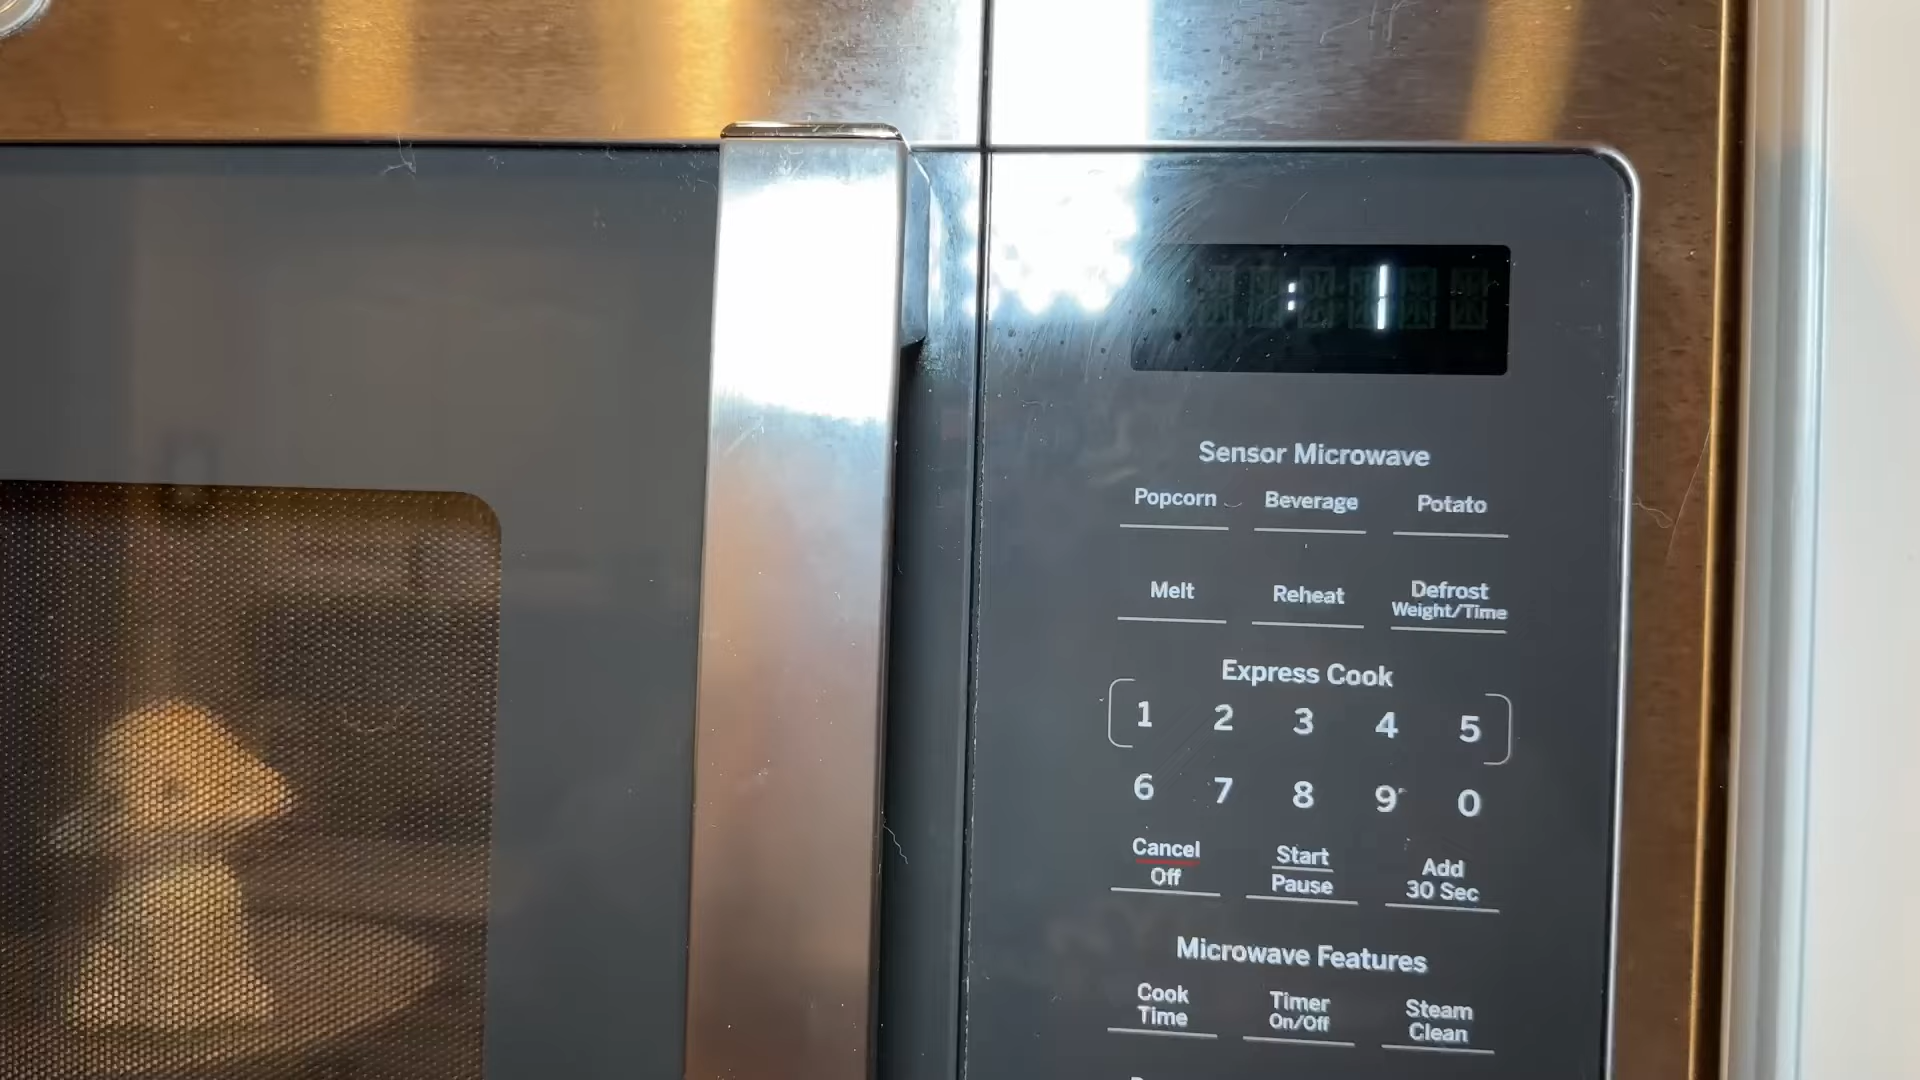 : 1
Sensor Microwave
Popcorn Beverage Potato
Melt Reheat Defrost
Weight/Time
Express Cook
1 2 3 4 5
6 7 8 9 0
Cancel Start Add
Off Pause 30 Sec
Microwave Features
Cook Timer Steam
Time On/Off Clean